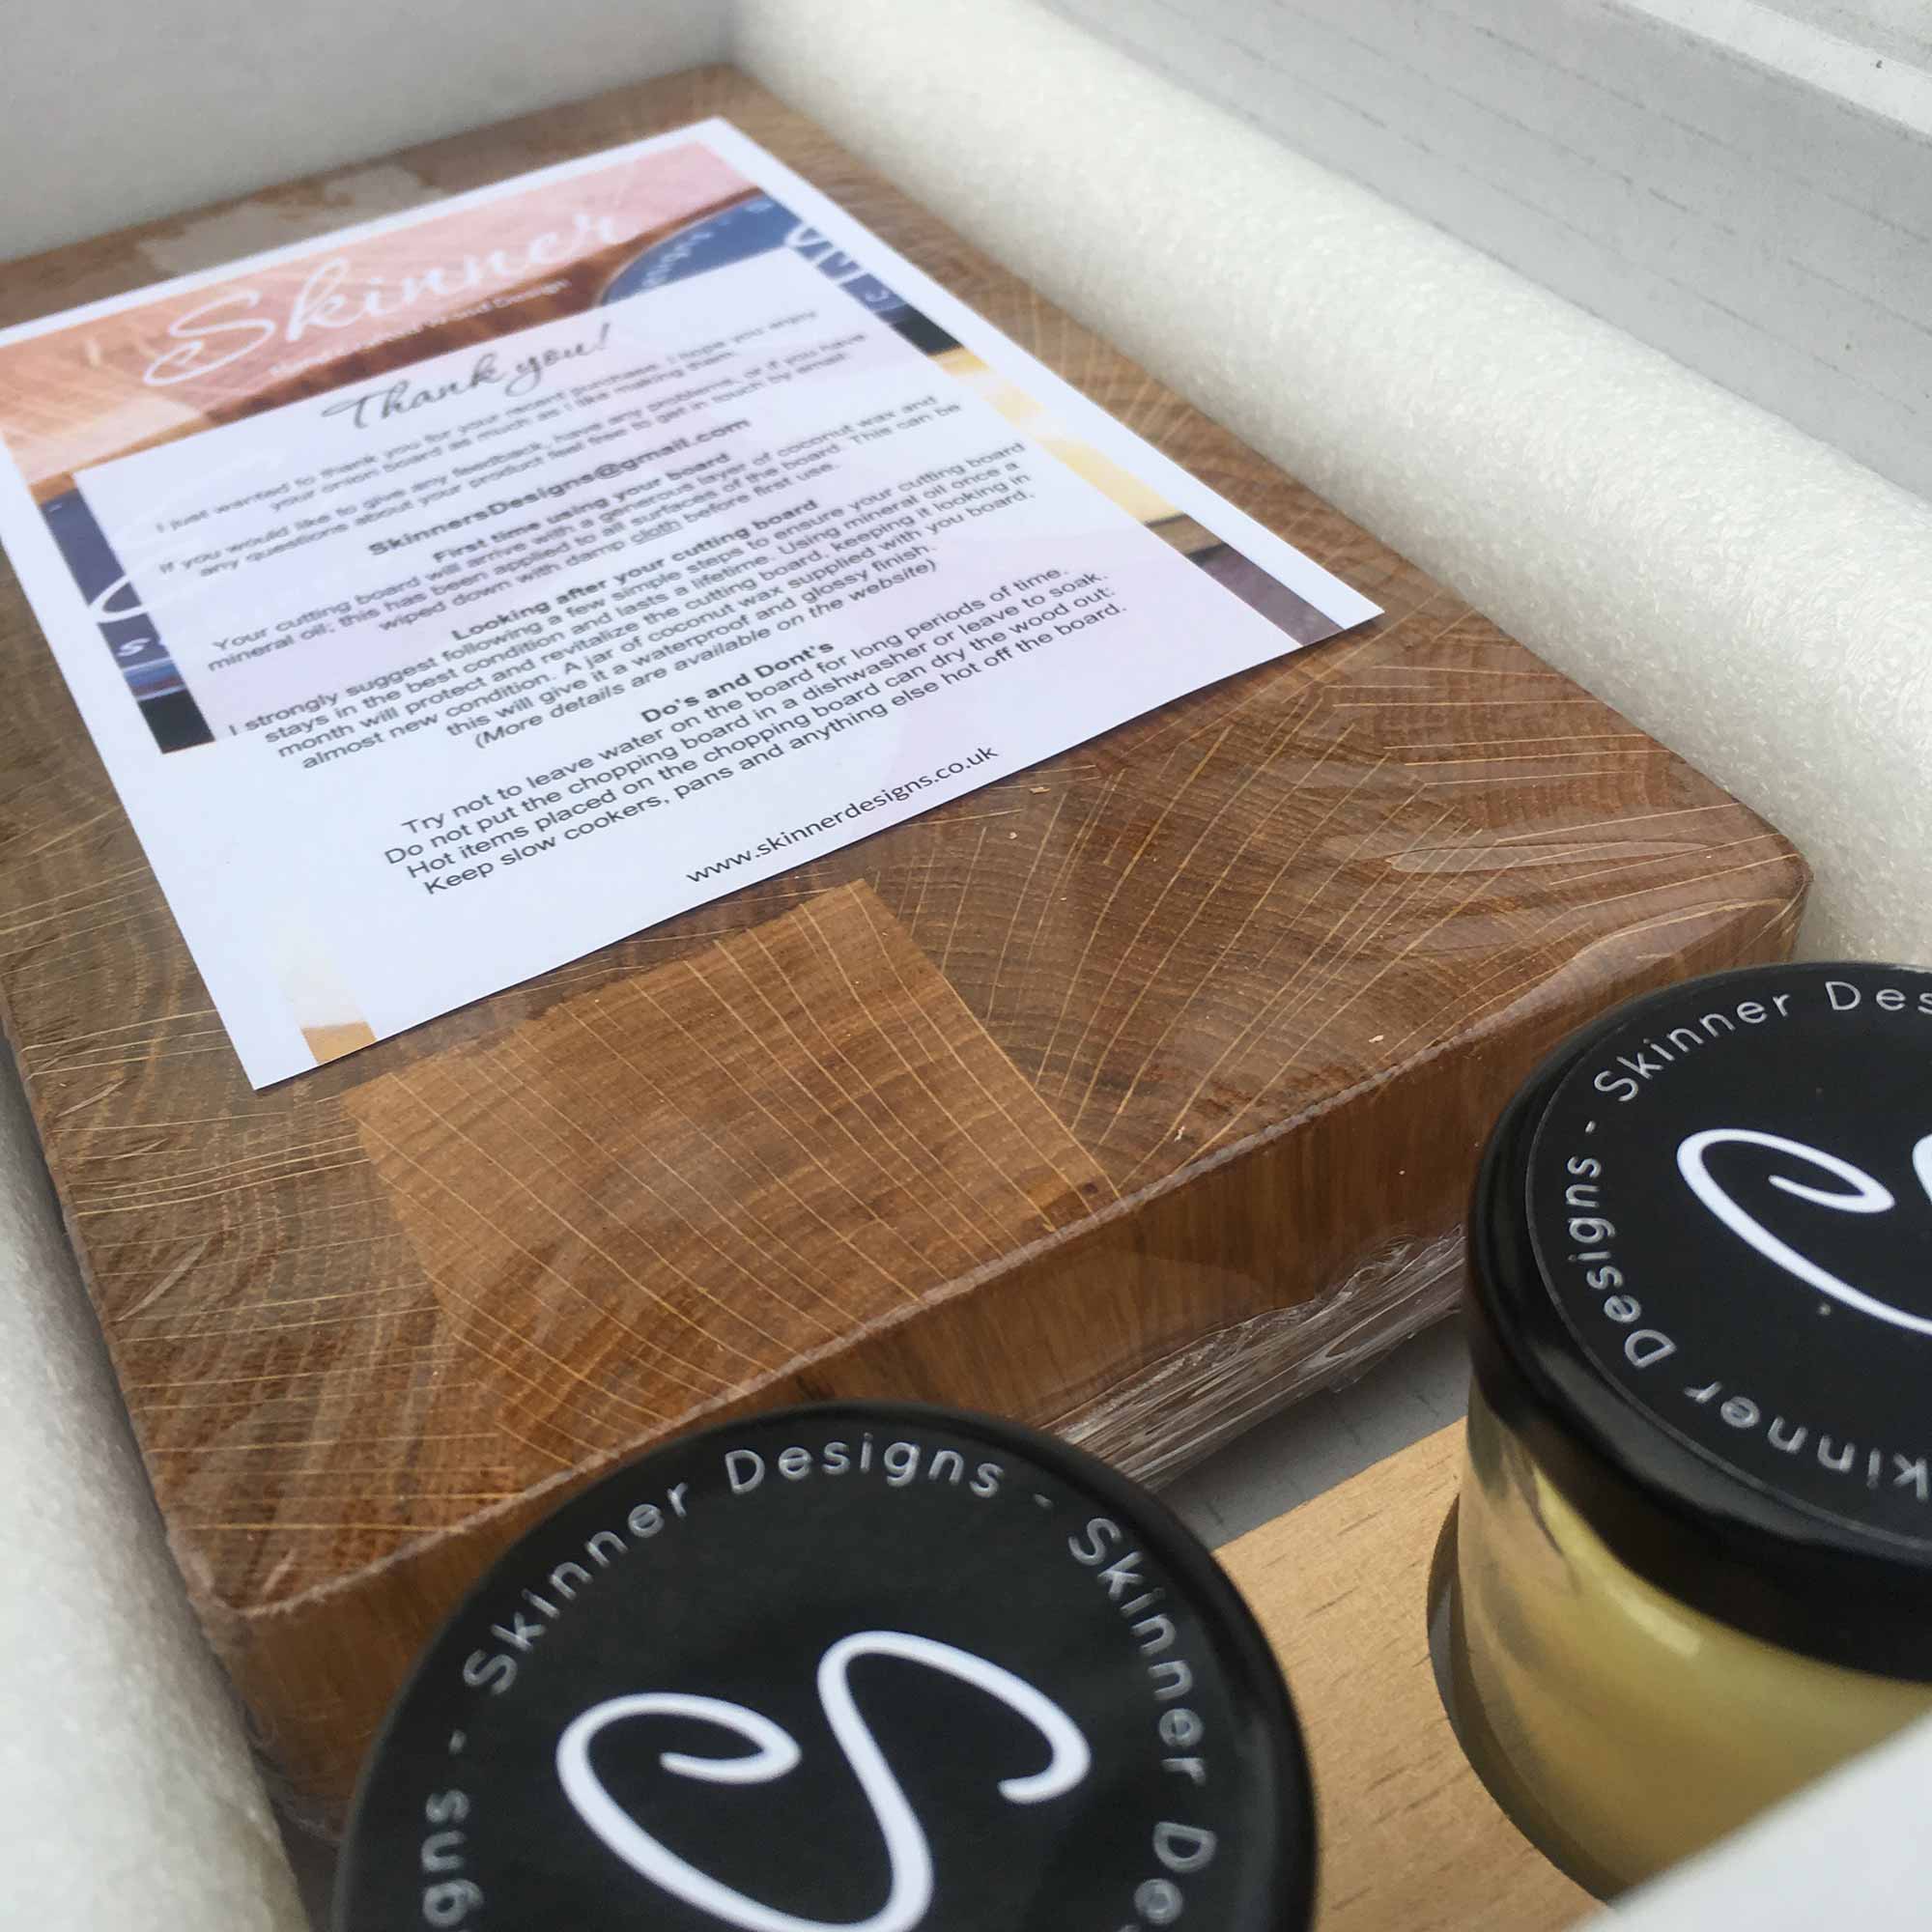 Skinner
Wood Design
Thank you!
I just wanted to thank you for your recent purchase. I hope you enjoy
your onion board as much as I like making them.
If you would like to give any feedback, have any problems, or if you have
any questions about your product feel free to get in touch by email:
SkinnersDesigns@gmail.com
First time using your board
Your cutting board will arrive with a generous layer of coconut wax and
mineral oil; this has been applied to all surfaces of the board. This can be
wiped down with damp cloth before first use.
Looking after your cutting board
I strongly suggest following a few simple steps to ensure your cutting board
stays in the best condition and lasts a lifetime. Using mineral oil once a
month will protect and revitalize the cutting board, keeping it looking in
almost new condition. A jar of coconut wax supplied with you board,
this will give it a waterproof and glossy finish.
(More details are available on the website)
Do's and Dont's
Try not to leave water on the board for long periods of time.
Do not put the chopping board in a dishwasher or leave to soak.
Hot items placed on the chopping board can dry the wood out:
Keep slow cookers, pans and anything else hot off the board.
www.skinnerdesigns.co.uk
Skinner Designs - Skinner Des
S
igns - Skinner Designs - Skinner Des
S